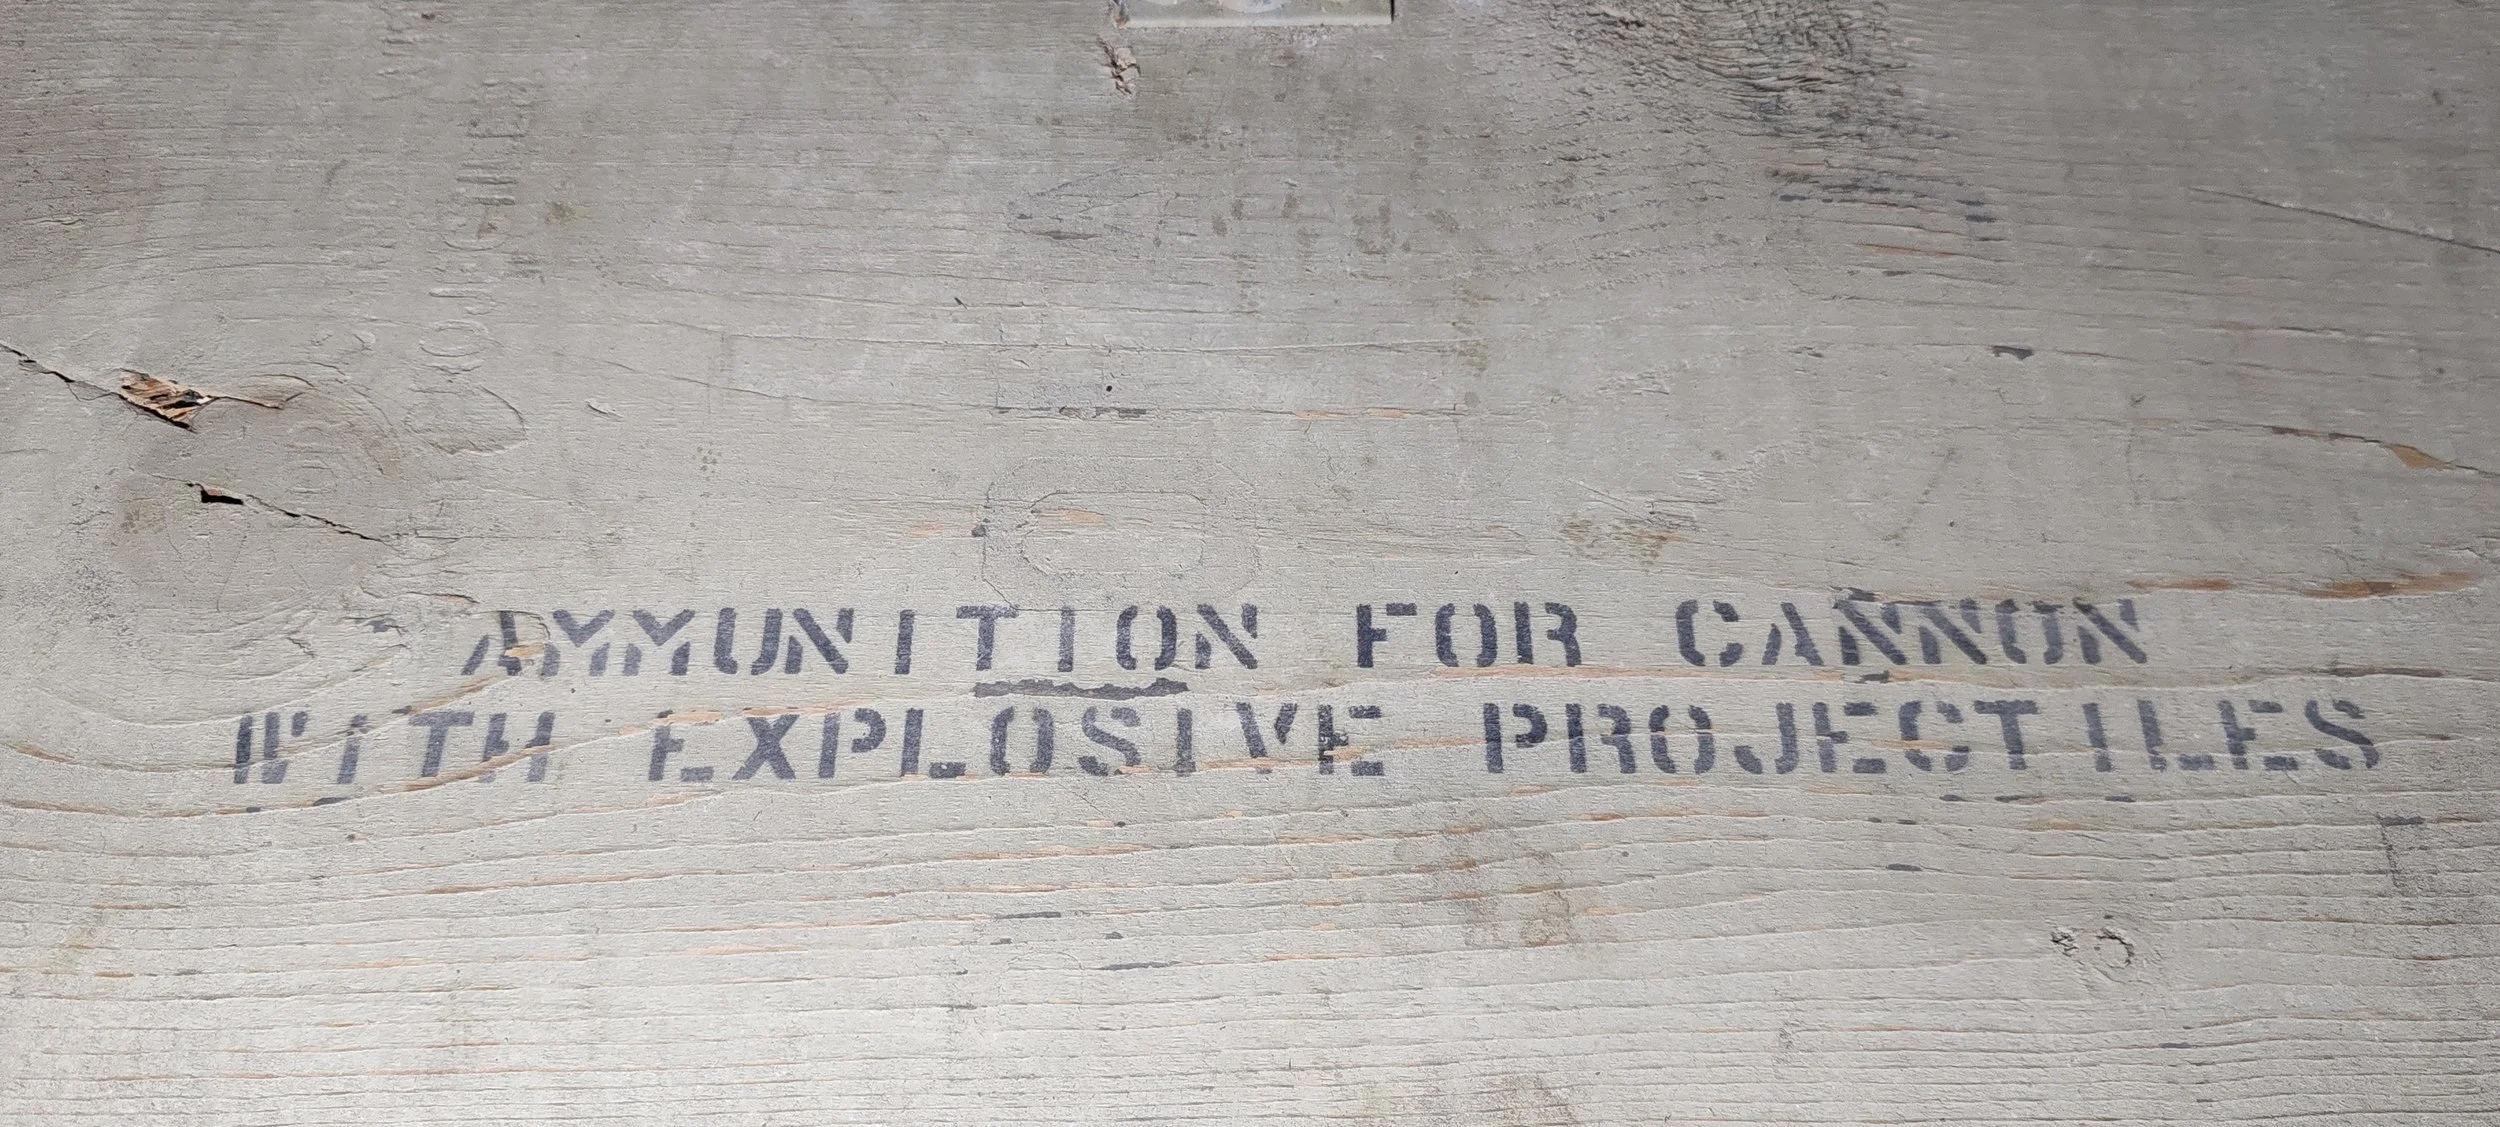 AMMUNITION FOR CANNON
WITH EXPLOSIVE PROJECTILES